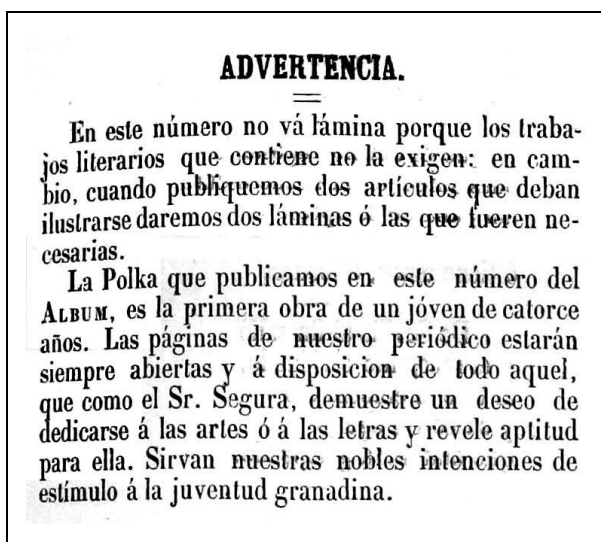 ADVERTENCIA.
En este número no vá lámina porque los traba-
jos literarios que contiene no la exigen: en cam-
bio, cuando publiquemos dos artículos que deban
ilustrarse daremos dos láminas ó las que fueren ne-
cesarias.
La Polka que publicamos en este número del
ALBUM, es la primera obra de un jóven de catorce
años. Las páginas de nuestro periódico estarán
siempre abiertas y á disposicion de todo aquel,
que como el Sr. Segura, demuestre un deseo de
dedicarse á las artes ó á las letras y revele aptitud
para ella. Sirvan nuestras nobles intenciones de
estímulo á la juventud granadina.